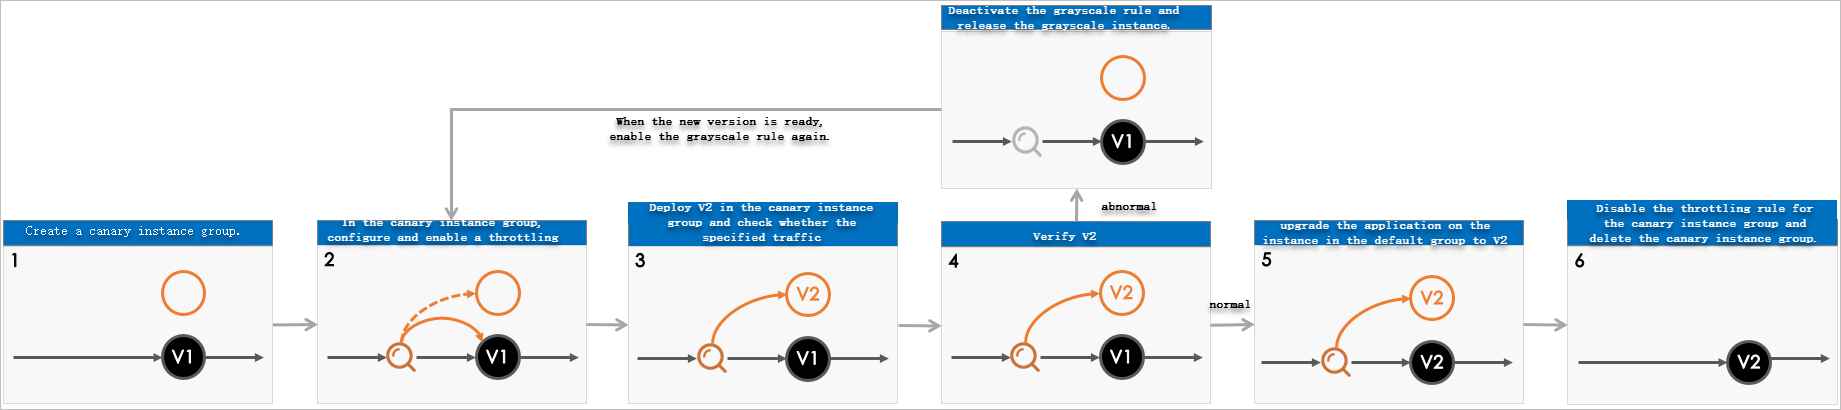 Deactivate the grayscale rule and
release the grayscale instance.
V1
When the new version is ready,
enable the grayscale rule again.
abnormal
Create a canary instance group.
1
V1
In the canary instance group,
configure and enable a throttling
2
V1
Deploy V2 in the canary instance
group and check whether the
specified traffic
3
V2
V1
Verify V2
4
V2
V1
normal
upgrade the application on the
instance in the default group to V2
5
V2
V2
Disable the throttling rule for
the canary instance group and
delete the canary instance group.
6
V2